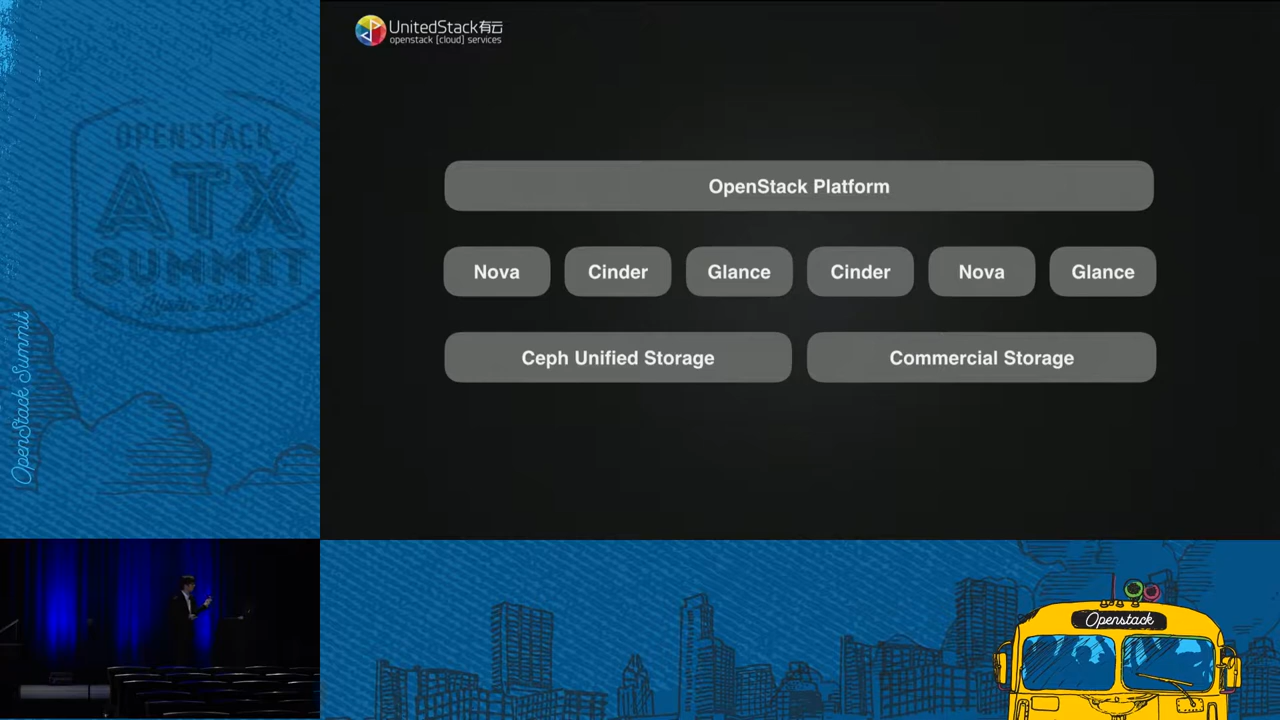 UnitedStack有云
openstack [cloud] services
OpenStack Platform
Nova
Cinder
Glance
Cinder
Nova
Glance
Ceph Unified Storage
Commercial Storage
OPENSTACK
ATX
SUMMIT
OpenStack Summit
Openstack